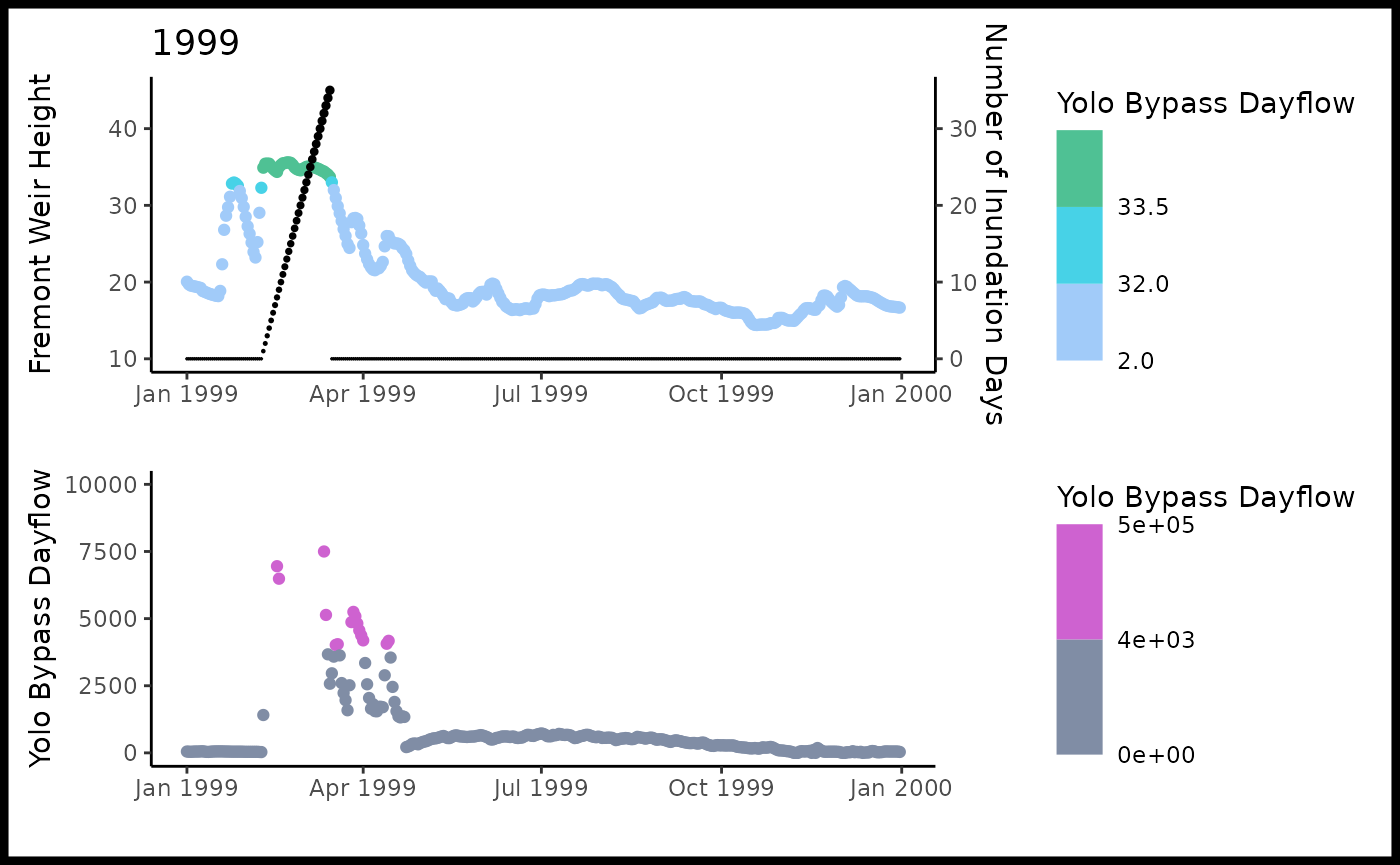 1999
Fremont Weir Height
40
30
20
10
30
20
10
0
Number of Inundation Days
Jan 1999 Apr 1999 Jul 1999 Oct 1999 Jan 2000
Yolo Bypass Dayflow
33.5
32.0
2.0
Yolo Bypass Dayflow
10000
7500
5000
2500
0
Jan 1999 Apr 1999 Jul 1999 Oct 1999 Jan 2000
Yolo Bypass Dayflow
5e+05
4e+03
0e+00